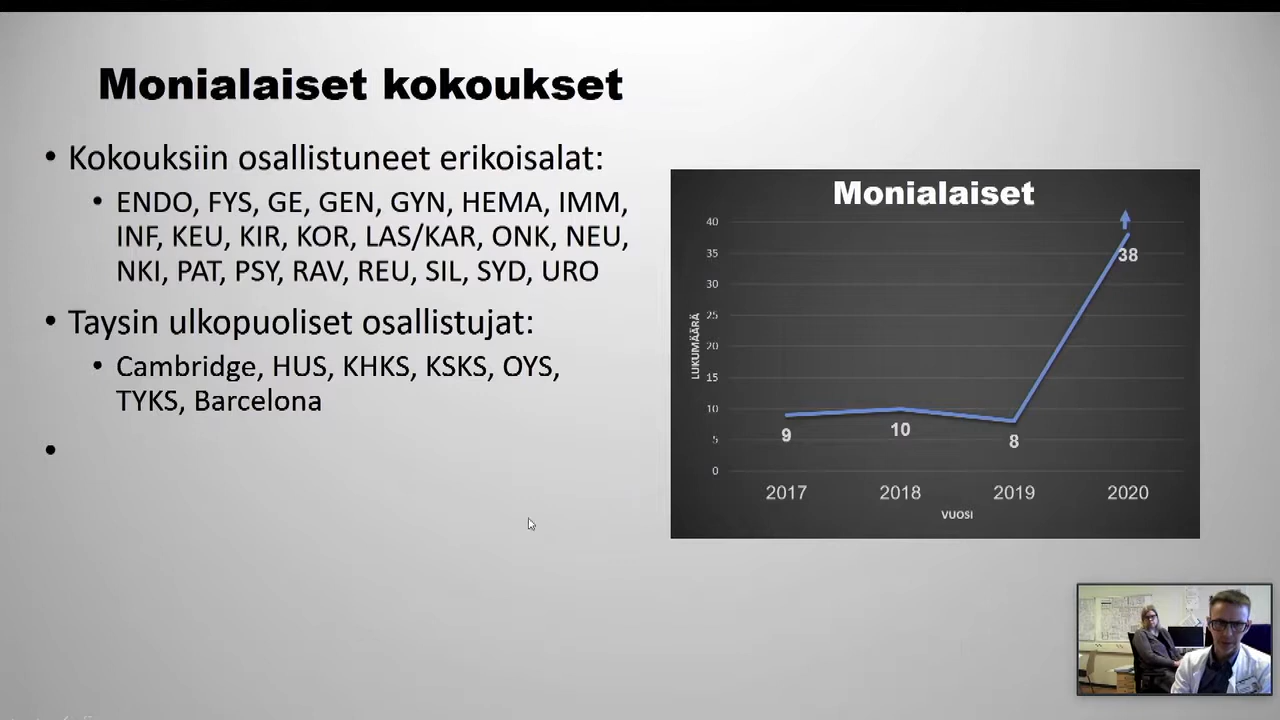 Monialaiset kokoukset
• Kokouksiin osallistuneet erikoisalat:
• ENDO, FYS, GE, GEN, GYN, HEMA, IMM,
INF, KEU, KIR, KOR, LAS/KAR, ONK, NEU,
NKI, PAT, PSY, RAV, REU, SIL, SYD, URO
• Taysin ulkopuoliset osallistujat:
• Cambridge, HUS, KHKS, KSKS, OYS,
TYKS, Barcelona
•
Monialaiset
LUKUMÄÄRÄ
40
35
30
25
20
15
10
5
0
9
10
8
38
2017
2018
2019
2020
VUOSI